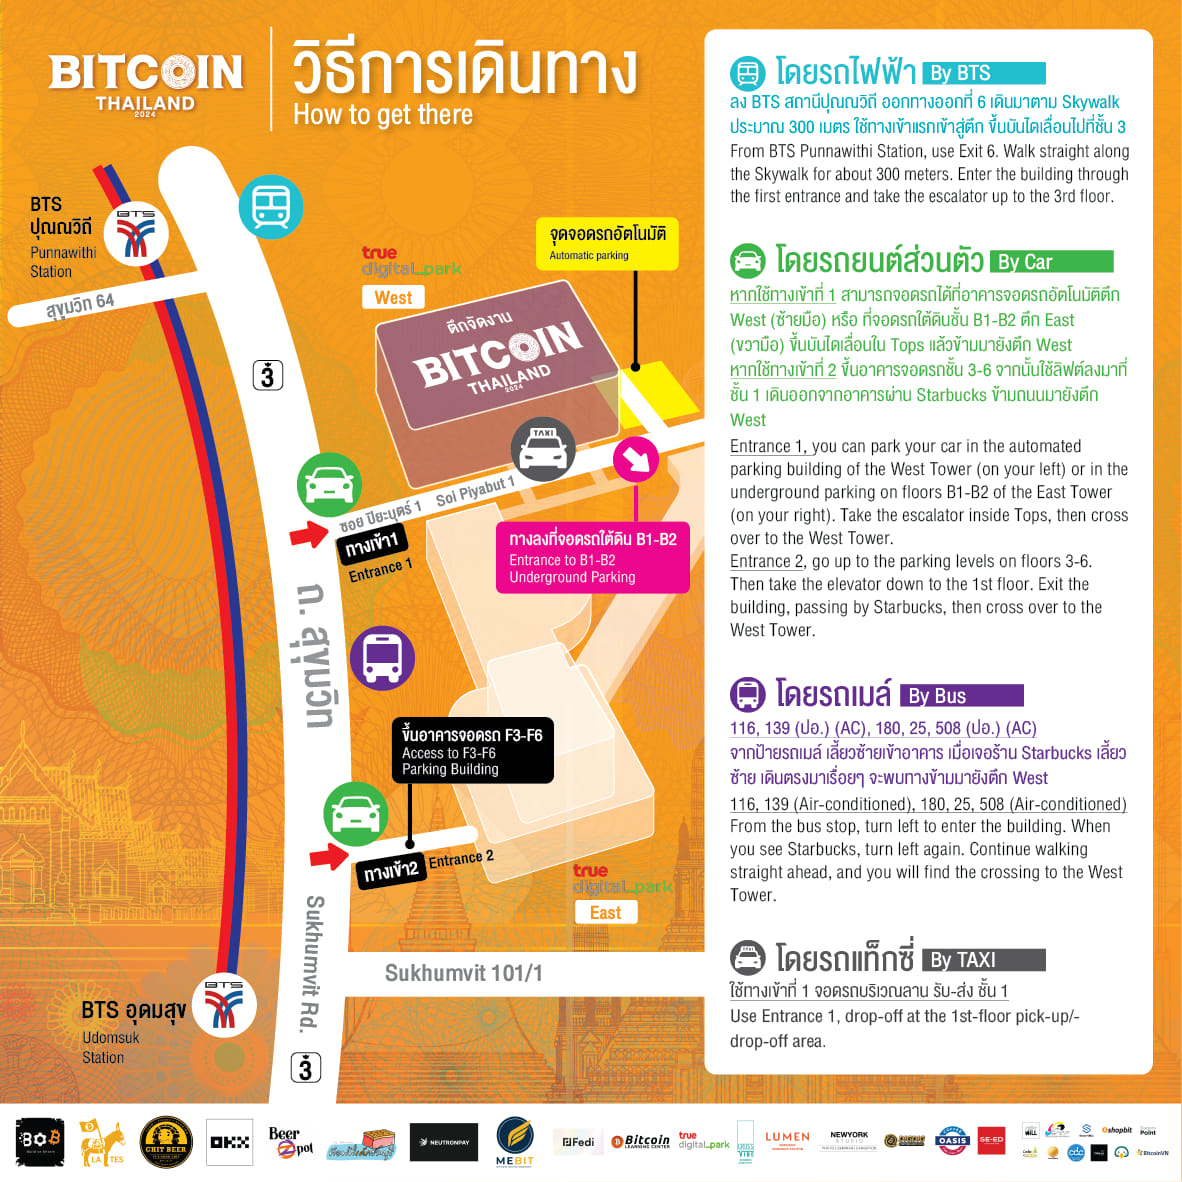 BITCOIN
THAILAND
2024
วิธีการเดินทาง
How to get there
BTS
ปุณณวิถี
Punnawithi
Station
BTS
สุขุมวิท 64
3
true
digital_park
West
จุดจอดรถอัตโนมัติ
Automatic parking
ตึกจัดงาน
BITCOIN
THAILAND
2024
TAXI
ซอย ปิยะบุตร์ 1 Soi Piyabut 1
ทางเข้า1
Entrance 1
ทางลงที่จอดรถใต้ดิน B1-B2
Entrance to B1-B2
Underground Parking
ถ. สุขุมวิท
ขึ้นอาคารจอดรถ F3-F6
Access to F3-F6
Parking Building
ทางเข้า2
Entrance 2
true
digital_park
East
Sukhumvit Rd.
Sukhumvit 101/1
BTS
BTS อุดมสุข
Udomsuk
Station
3
โดยรถไฟฟ้า By BTS
ลง BTS สถานีปุณณวิถี ออกทางออกที่ 6 เดินมาตาม Skywalk
ประมาณ 300 เมตร ใช้ทางเข้าแรกเข้าสู่ตึก ขึ้นบันไดเลื่อนไปที่ชั้น 3
From BTS Punnawithi Station, use Exit 6. Walk straight along
the Skywalk for about 300 meters. Enter the building through
the first entrance and take the escalator up to the 3rd floor.
โดยรถยนต์ส่วนตัว By Car
หากใช้ทางเข้าที่ 1 สามารถจอดรถได้ที่อาคารจอดรถอัตโนมัติตึก
West (ซ้ายมือ) หรือ ที่จอดรถใต้ดินชั้น B1-B2 ตึก East
(ขวามือ) ขึ้นบันไดเลื่อนใน Tops แล้วข้ามมายังตึก West
หากใช้ทางเข้าที่ 2 ขึ้นอาคารจอดรถชั้น 3-6 จากนั้นใช้ลิฟต์ลงมาที่
ชั้น 1 เดินออกจากอาคารผ่าน Starbucks ข้ามถนนมายังตึก
West
Entrance 1, you can park your car in the automated
parking building of the West Tower (on your left) or in the
underground parking on floors B1-B2 of the East Tower
(on your right). Take the escalator inside Tops, then cross
over to the West Tower.
Entrance 2, go up to the parking levels on floors 3-6.
Then take the elevator down to the 1st floor. Exit the
building, passing by Starbucks, then cross over to the
West Tower.
โดยรถเมล์ By Bus
116, 139 (ปอ.) (AC), 180, 25, 508 (ปอ.) (AC)
จากป้ายรถเมล์ เลี้ยวซ้ายเข้าอาคาร เมื่อเจอร้าน Starbucks เลี้ยว
ซ้าย เดินตรงมาเรื่อยๆ จะพบทางข้ามมายังตึก West
116, 139 (Air-conditioned), 180, 25, 508 (Air-conditioned)
From the bus stop, turn left to enter the building. When
you see Starbucks, turn left again. Continue walking
straight ahead, and you will find the crossing to the West
Tower.
โดยรถแท็กซี่ By TAXI
ใช้ทางเข้าที่ 1 จอดรถบริเวณลาน รับ-ส่ง ชั้น 1
Use Entrance 1, drop-off at the 1st-floor pick-up/-
drop-off area.
BOB
LA TES
CHIT BEER
OKX
Beer
pot
NEUTRONPAY
MEBIT
Fedi
Bitcoin
LEARNING CENTER
true
digital_park
CROSS
VIBE
LUMEN
NEWYORK
STUDIO
OASIS
SE-ED
shopbit
Point
cdc
BitcoinVN